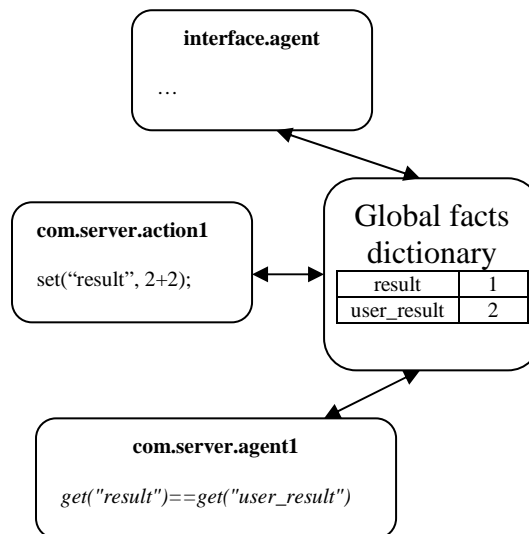 interface.agent
…
com.server.action1
set(“result”, 2+2);
Global facts
dictionary
result 1
user_result 2
com.server.agent1
get("result")==get("user_result")